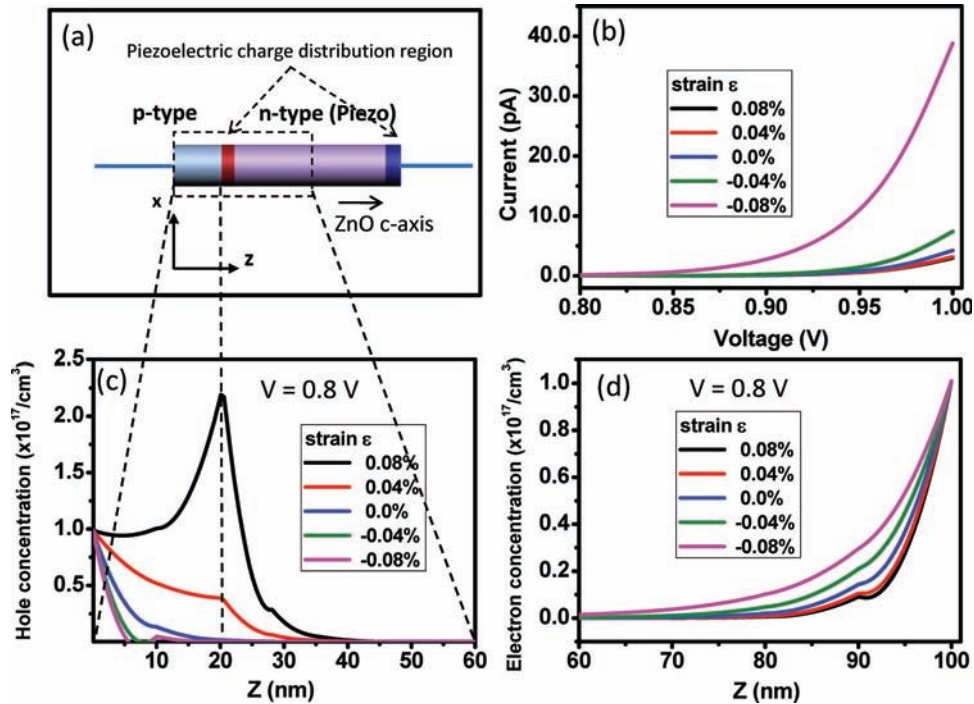 (a)
Piezoelectric charge distribution region
p-type
n-type (Piezo)
x
z
ZnO c-axis
(b)
Current (pA)
40.0
30.0
20.0
10.0
0.0
strain ε
0.08%
0.04%
0.0%
-0.04%
-0.08%
0.80 0.85 0.90 0.95 1.00
Voltage (V)
(c)
V = 0.8 V
Hole concentration (x10¹⁷/cm³)
2.5
2.0
1.5
1.0
0.5
strain ε
0.08%
0.04%
0.0%
-0.04%
-0.08%
0 10 20 30 40 50 60
Z (nm)
(d)
V = 0.8 V
Electron concentration (x10¹⁷/cm³)
1.0
0.8
0.6
0.4
0.2
0.0
strain ε
0.08%
0.04%
0.0%
-0.04%
-0.08%
60 70 80 90 100
Z (nm)